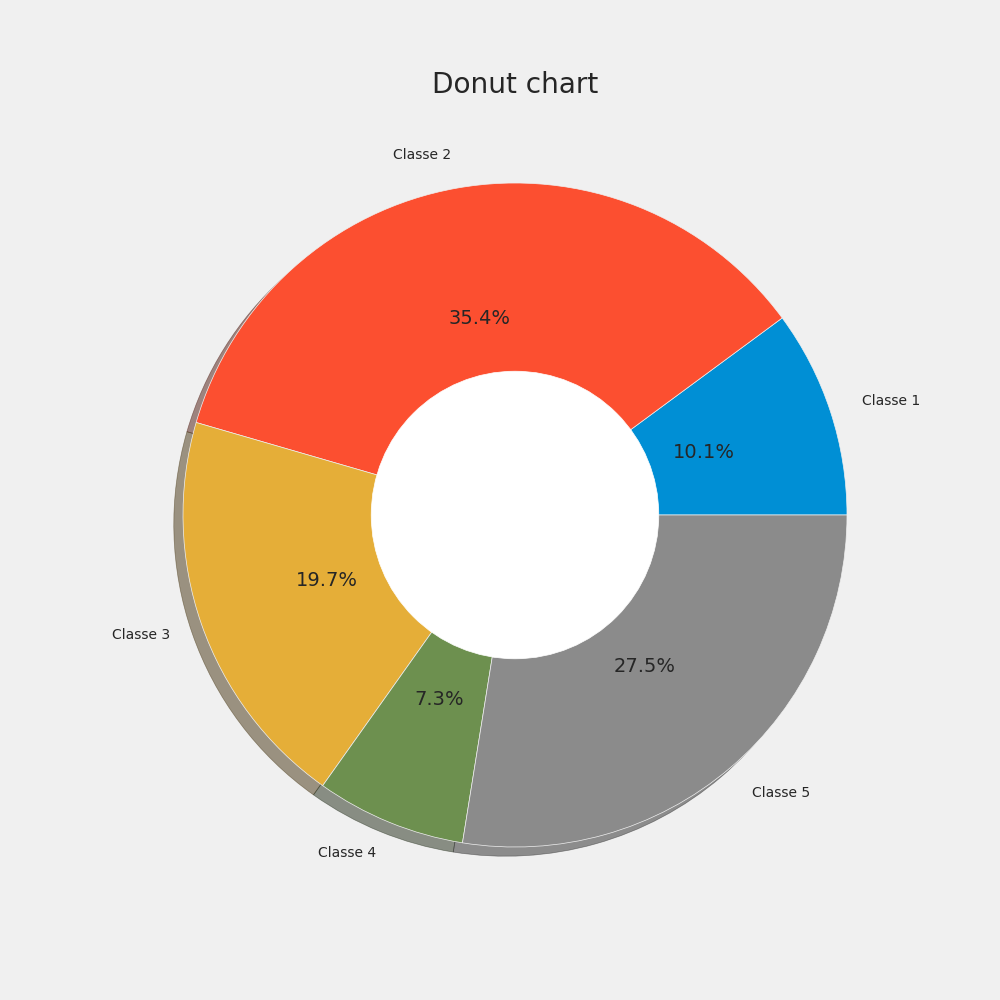 Donut chart
Classe 2
35.4%
Classe 1
10.1%
19.7%
Classe 3
27.5%
7.3%
Classe 5
Classe 4